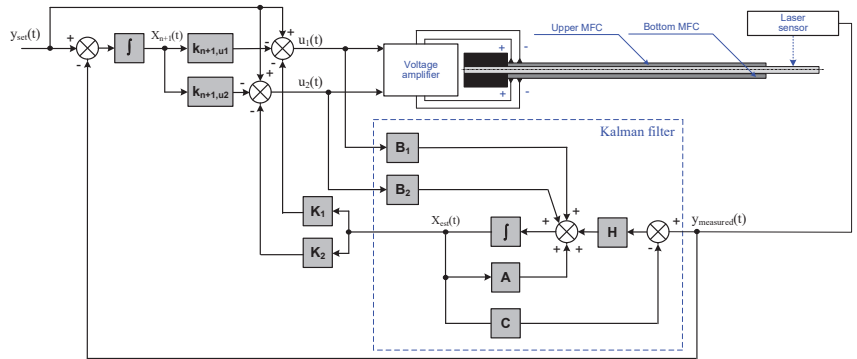 Laser sensor
Upper MFC
Bottom MFC
y_set(t)
+
-
∫
X_n+1(t)
k_n+1,u1
-
+
-
u_1(t)
k_n+1,u2
-
+
-
u_2(t)
Voltage amplifier
+
-
+
-
Kalman filter
B_1
B_2
K_1
K_2
X_est(t)
∫
+
+
+
+
H
+
-
y_measured(t)
A
C